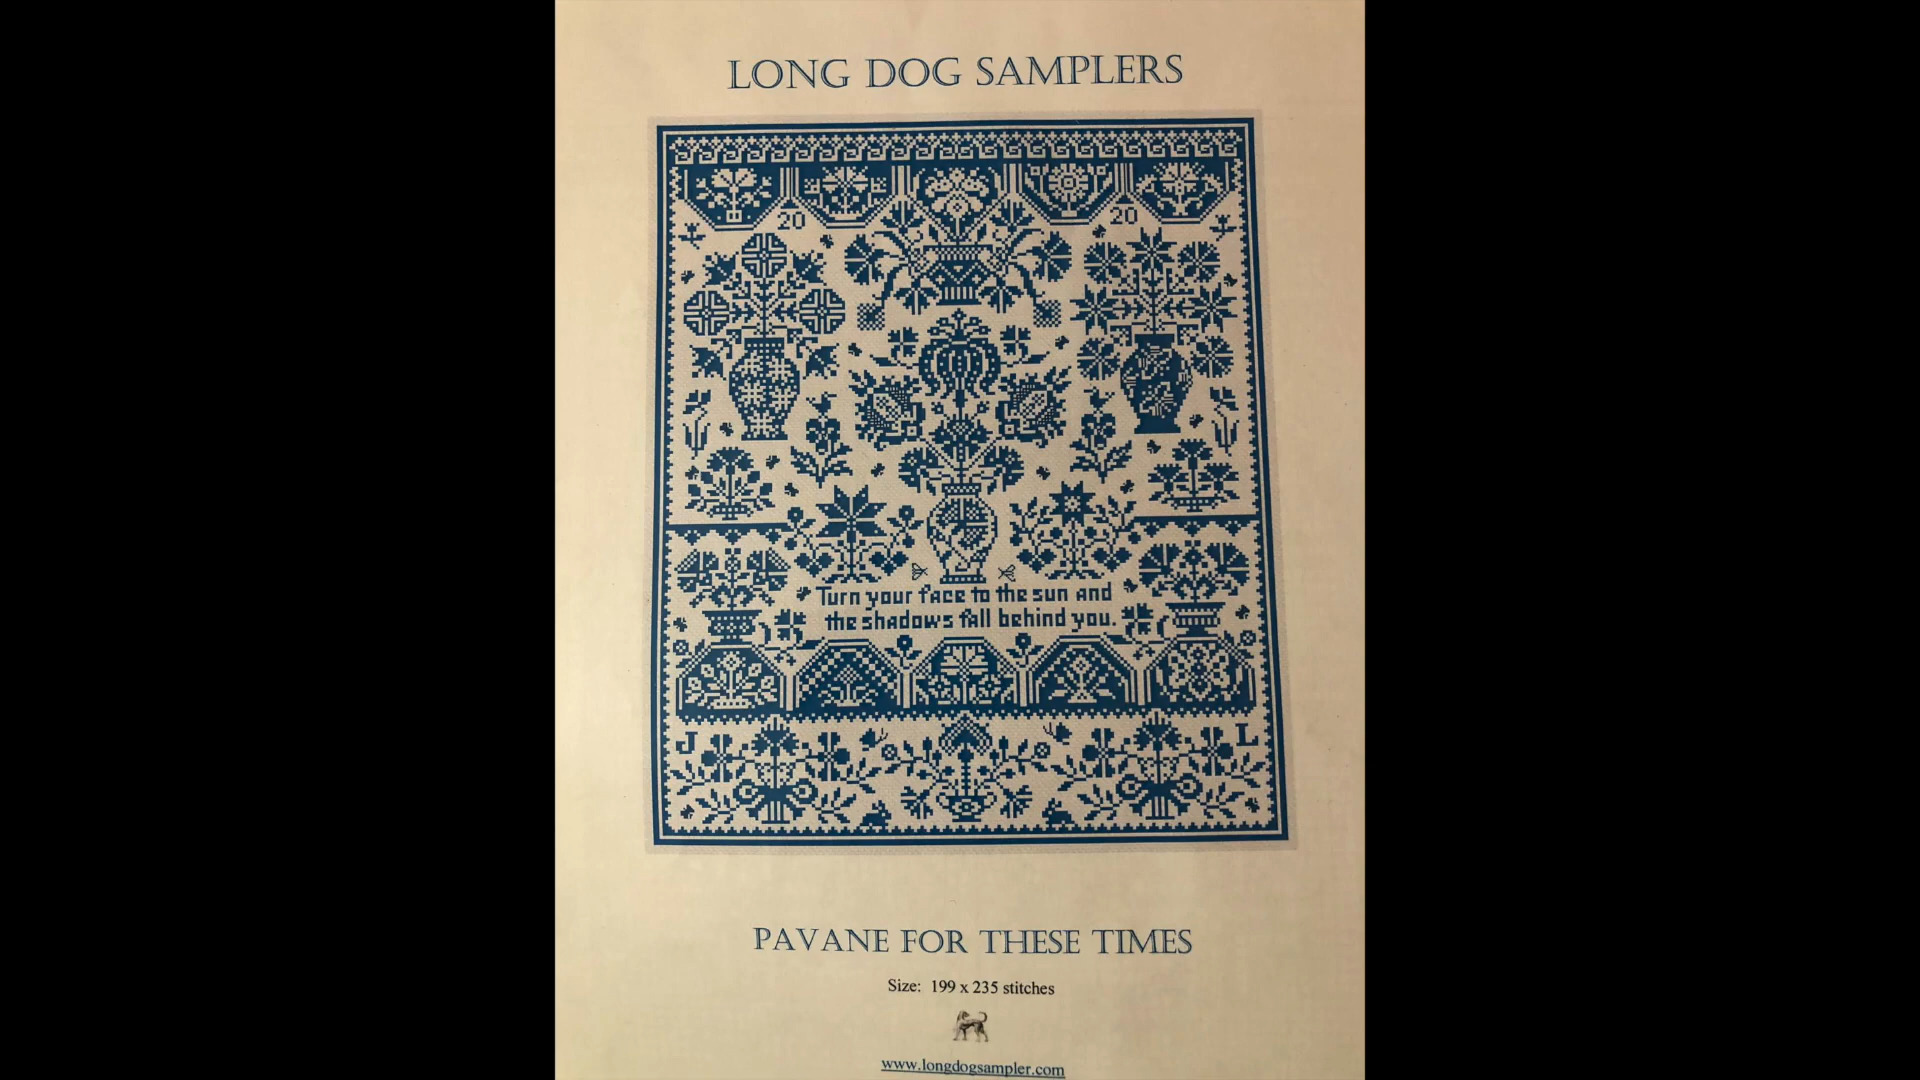 LONG DOG SAMPLERS
20 20
Turn your face to the sun and
the shadows fall behind you.
J L
PAVANE FOR THESE TIMES
Size: 199 x 235 stitches
www.longdogsampler.com